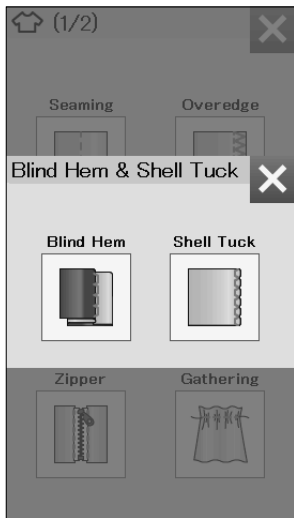 (1/2)
Seaming Overedge
Blind Hem & Shell Tuck
Blind Hem Shell Tuck
Zipper Gathering